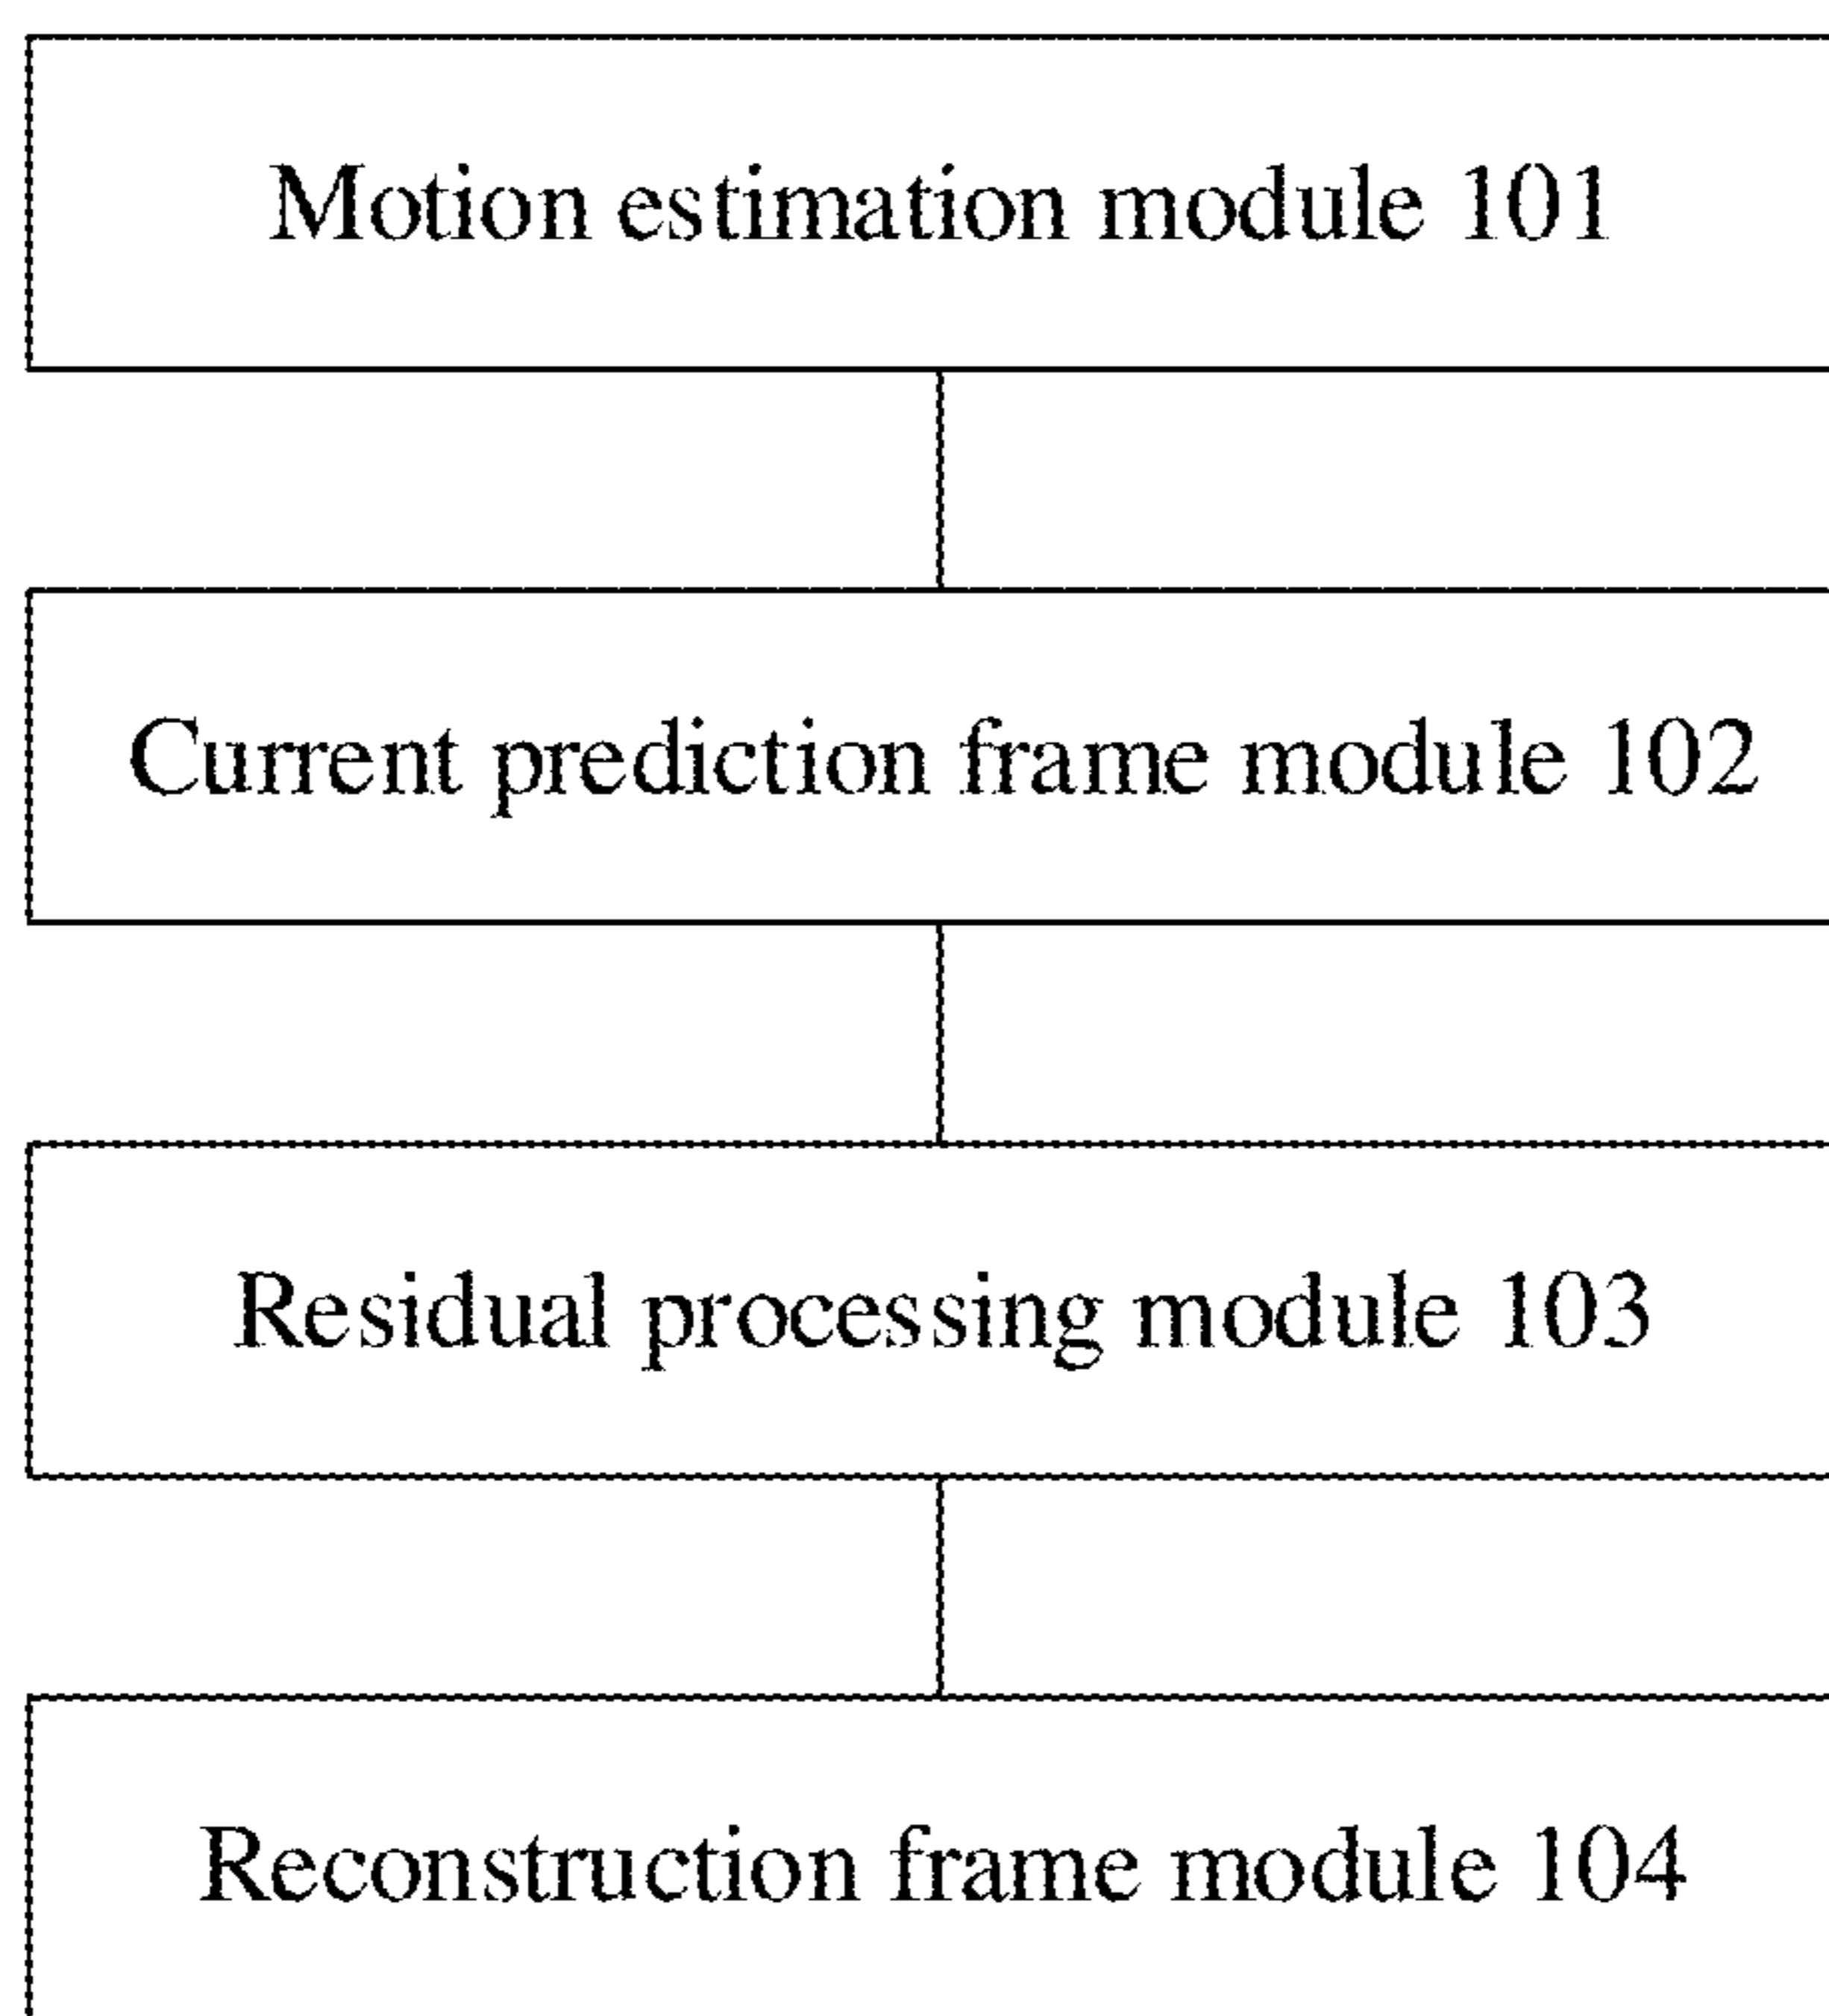 Motion estimation module 101
Current prediction frame module 102
Residual processing module 103
Reconstruction frame module 104